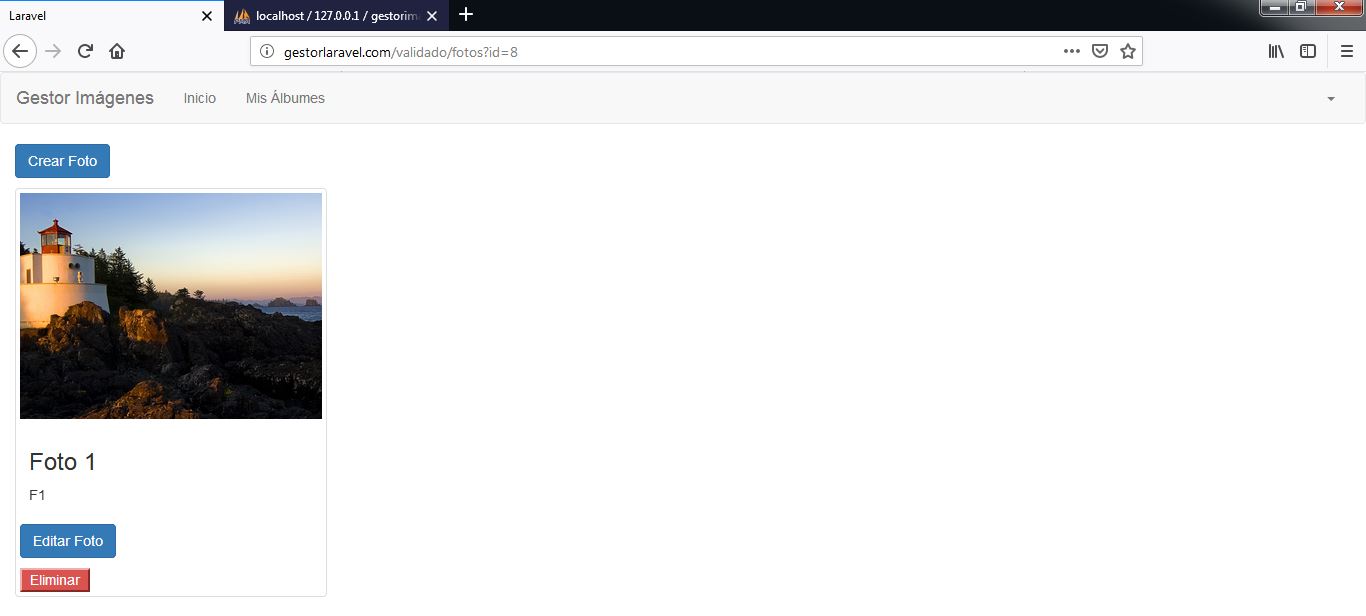 Laravel
localhost / 127.0.0.1 / gestorim
gestorlaravel.com/validado/fotos?id=8
Gestor Imágenes Inicio Mis Álbumes
Crear Foto
Foto 1
F1
Editar Foto
Eliminar